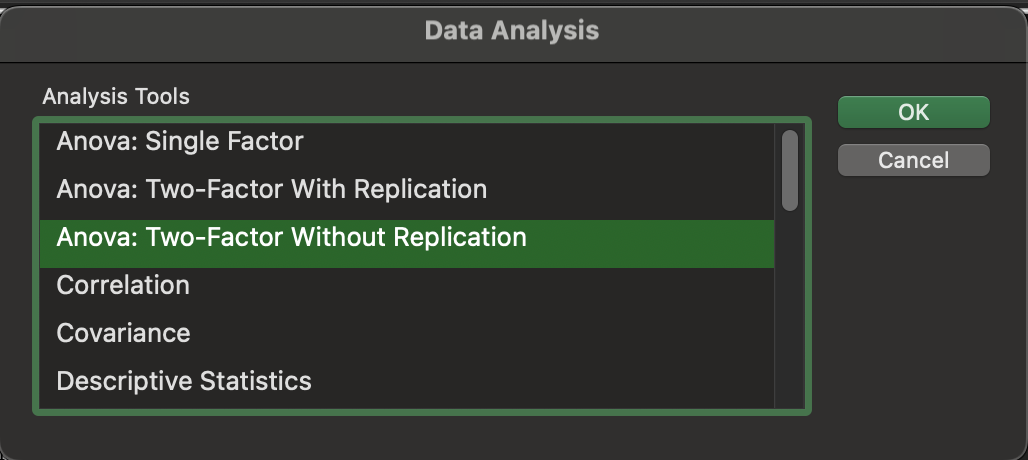 Data Analysis
Analysis Tools
Anova: Single Factor
Anova: Two-Factor With Replication
Anova: Two-Factor Without Replication
Correlation
Covariance
Descriptive Statistics
OK
Cancel